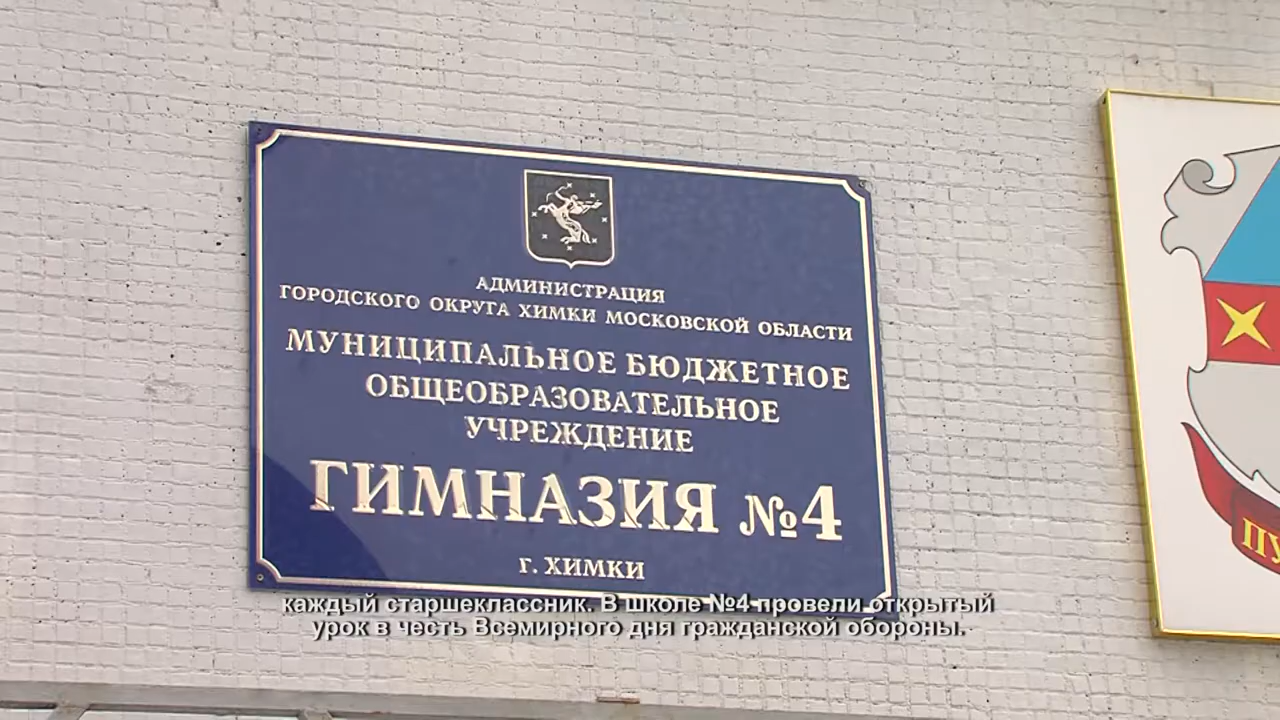 АДМИНИСТРАЦИЯ
ГОРОДСКОГО ОКРУГА ХИМКИ МОСКОВСКОЙ ОБЛАСТИ
МУНИЦИПАЛЬНОЕ БЮДЖЕТНОЕ
ОБЩЕОБРАЗОВАТЕЛЬНОЕ
УЧРЕЖДЕНИЕ
ГИМНАЗИЯ №4
г. ХИМКИ
каждый старшеклассник. В школе №4 провели открытый
урок в честь Всемирного дня гражданской обороны.